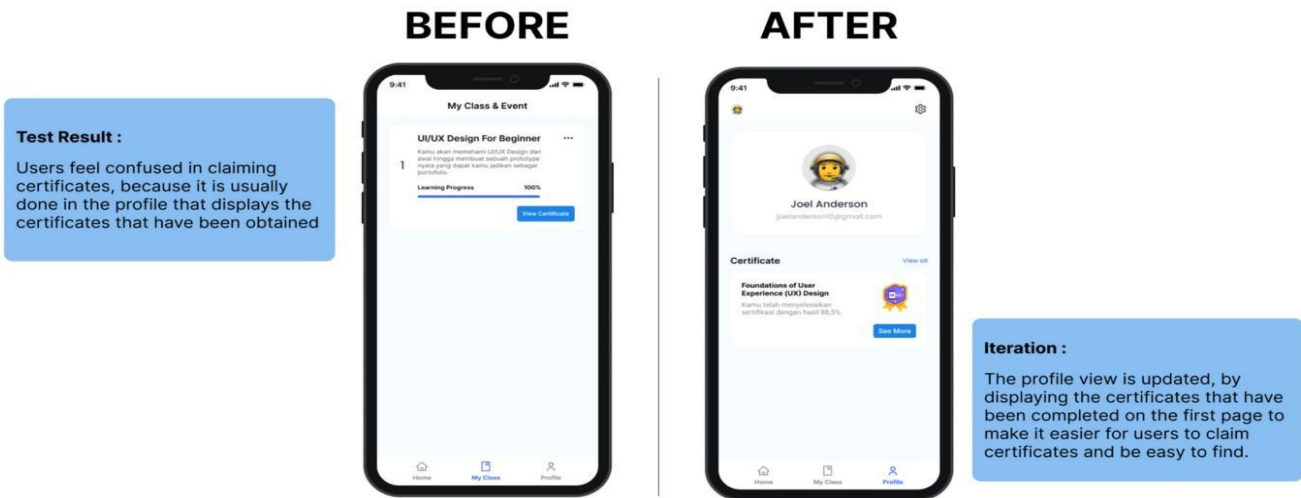 BEFORE
AFTER
Test Result :
Users feel confused in claiming
certificates, because it is usually
done in the profile that displays the
certificates that have been obtained
9:41
My Class & Event
UI/UX Design For Beginner
1
Kamu akan memahami UI/UX Design dari
awal hingga membuat sebuah prototype
nyata yang dapat kamu jadikan sebagai
portofolio.
Learning Progress 100%
View Certificate
Home My Class Profile
9:41
Joel Anderson
joelanderson10@gmail.com
Certificate View all
Foundations of User
Experience (UX) Design
Kamu telah menyelesaikan
sertifikasi dengan hasil 88,5%.
See More
Home My Class Profile
Iteration :
The profile view is updated, by
displaying the certificates that have
been completed on the first page to
make it easier for users to claim
certificates and be easy to find.